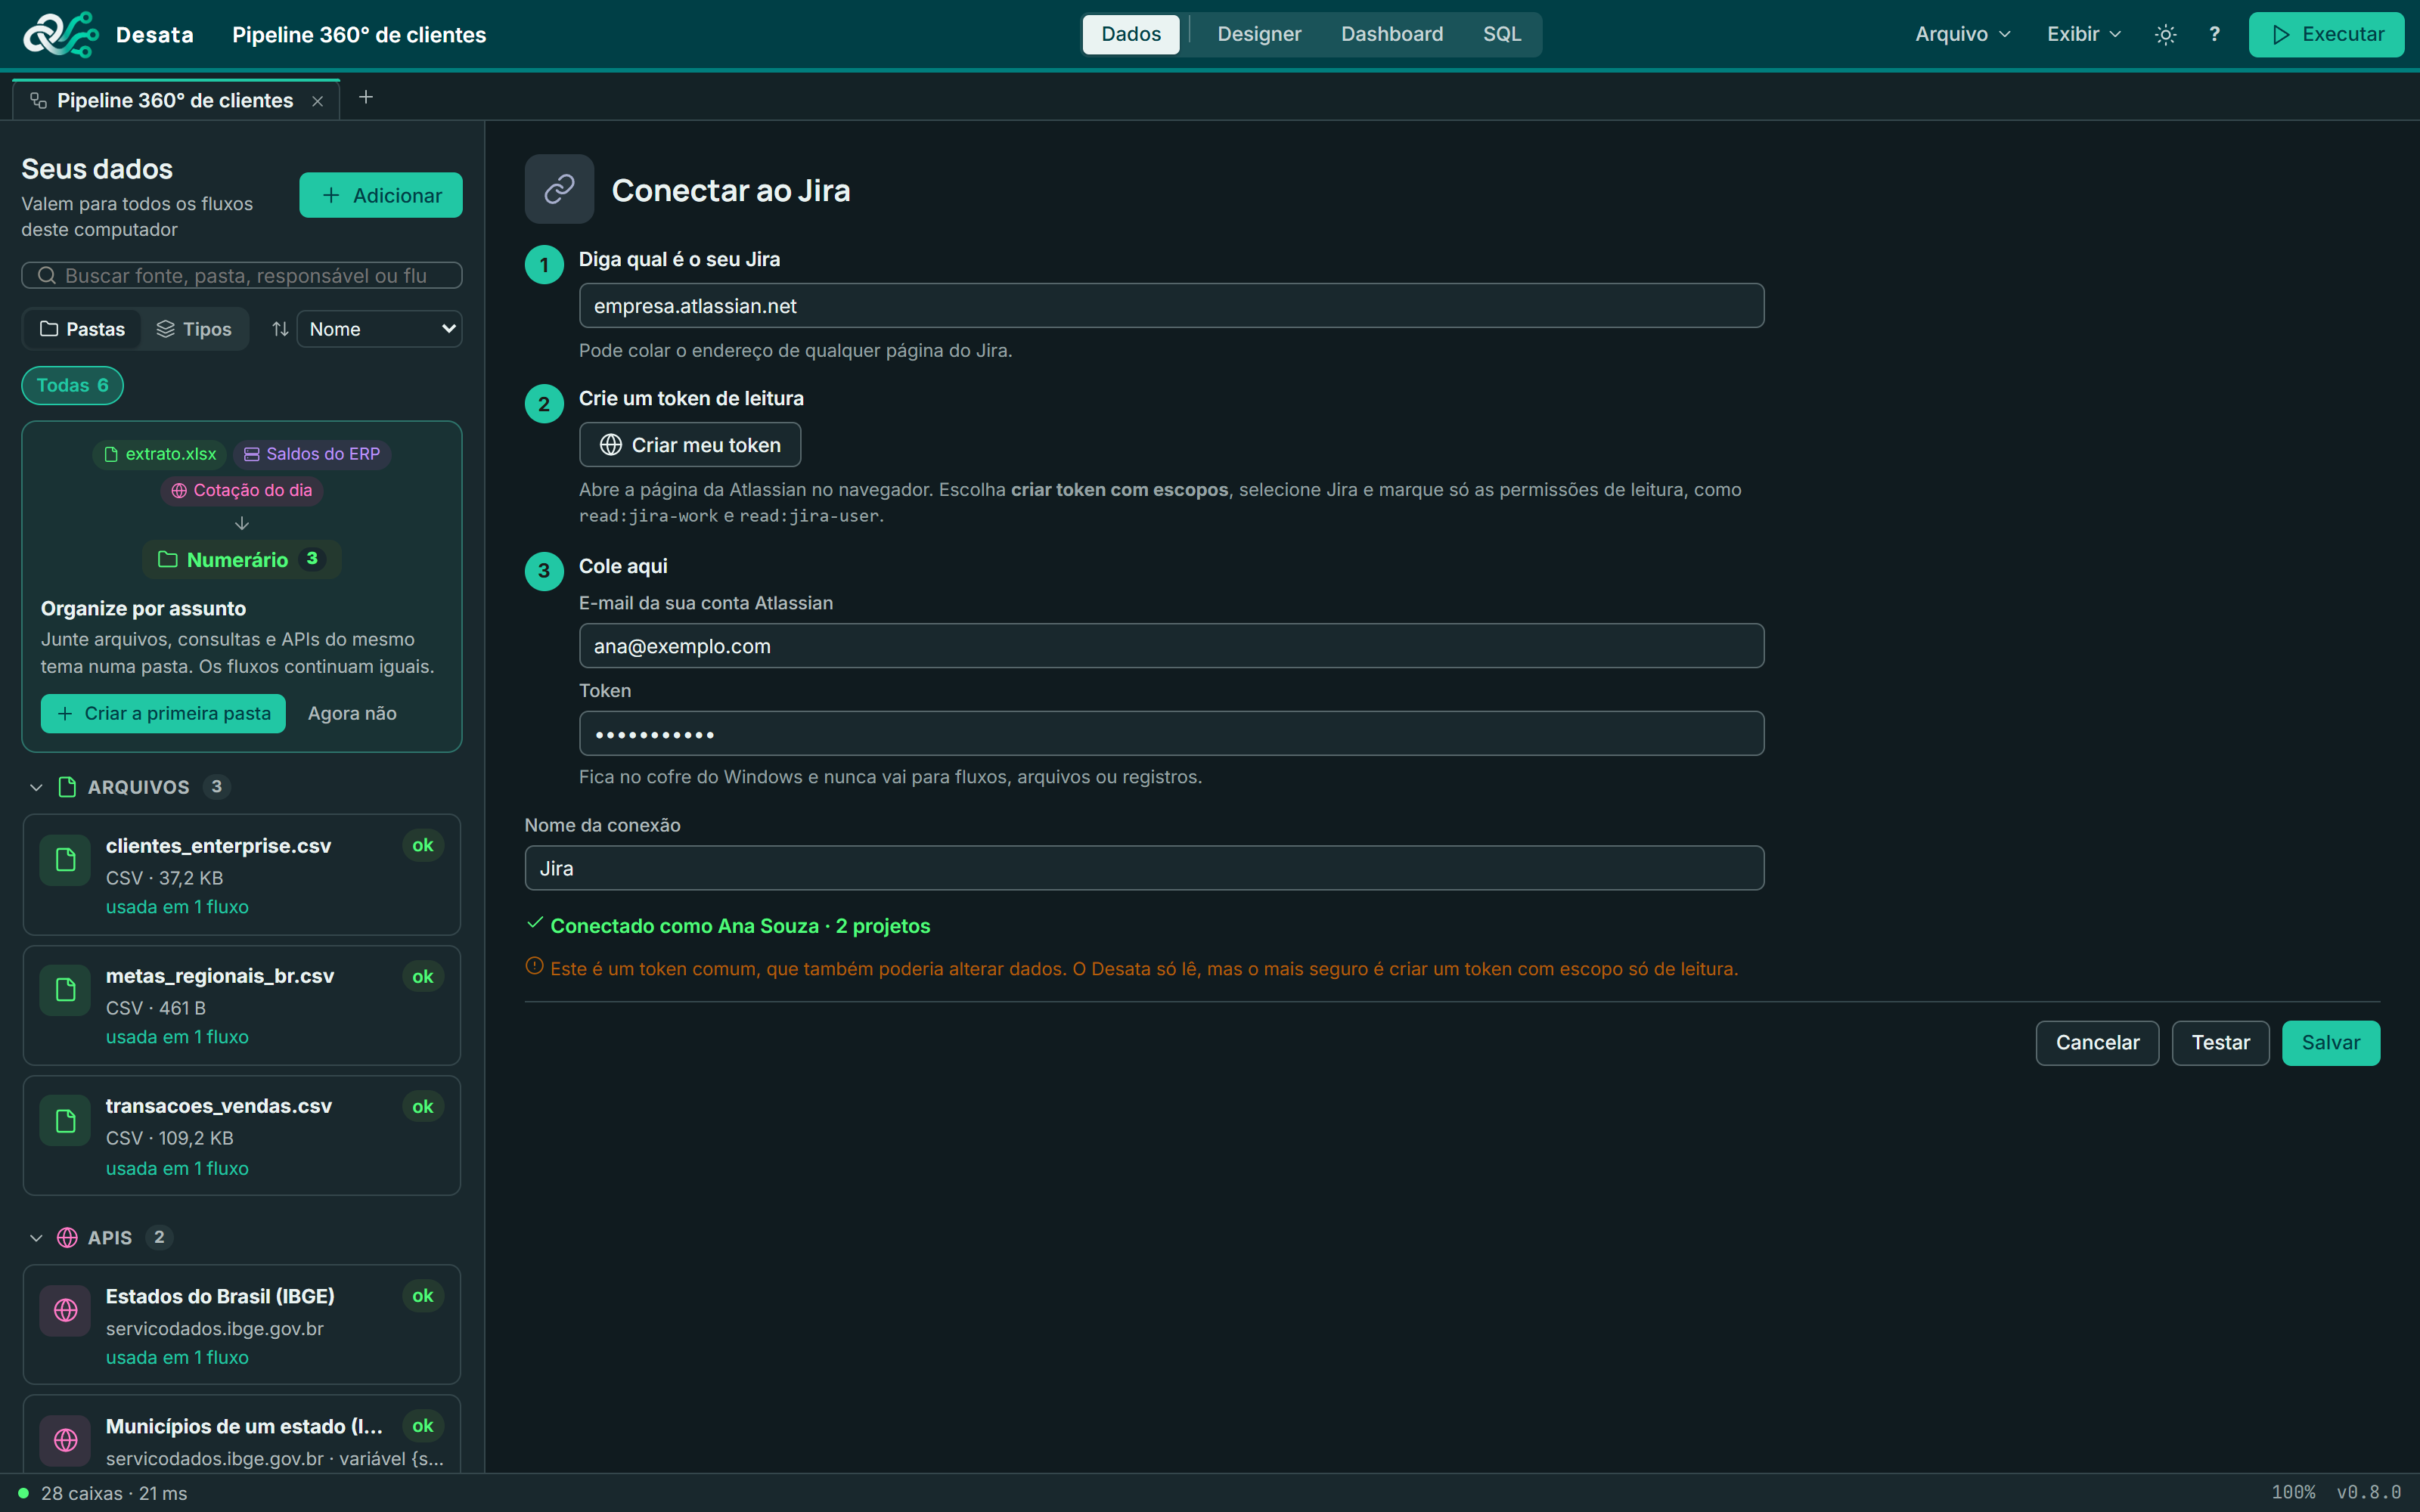 Desata
Pipeline 360° de clientes
Dados
Designer
Dashboard
SQL
Arquivo
Exibir
?
Executar
Pipeline 360° de clientes
Seus dados
Valem para todos os fluxos
deste computador
Adicionar
Buscar fonte, pasta, responsável ou flu
Pastas
Tipos
Nome
Todas 6
extrato.xlsx
Saldos do ERP
Cotação do dia
Numerário 3
Organize por assunto
Junte arquivos, consultas e APIs do mesmo
tema numa pasta. Os fluxos continuam iguais.
Criar a primeira pasta
Agora não
ARQUIVOS 3
clientes_enterprise.csv
ok
CSV · 37,2 KB
usada em 1 fluxo
metas_regionais_br.csv
ok
CSV · 461 B
usada em 1 fluxo
transacoes_vendas.csv
ok
CSV · 109,2 KB
usada em 1 fluxo
APIS 2
Estados do Brasil (IBGE)
ok
servicodados.ibge.gov.br
usada em 1 fluxo
Municípios de um estado (I...
ok
servicodados.ibge.gov.br · variável {s...
Conectar ao Jira
1
Diga qual é o seu Jira
empresa.atlassian.net
Pode colar o endereço de qualquer página do Jira.
2
Crie um token de leitura
Criar meu token
Abre a página da Atlassian no navegador. Escolha criar token com escopos, selecione Jira e marque só as permissões de leitura, como
read:jira-work e read:jira-user.
3
Cole aqui
E-mail da sua conta Atlassian
ana@exemplo.com
Token
•••••••••••
Fica no cofre do Windows e nunca vai para fluxos, arquivos ou registros.
Nome da conexão
Jira
Conectado como Ana Souza · 2 projetos
Este é um token comum, que também poderia alterar dados. O Desata só lê, mas o mais seguro é criar um token com escopo só de leitura.
Cancelar
Testar
Salvar
28 caixas · 21 ms
100%
v0.8.0